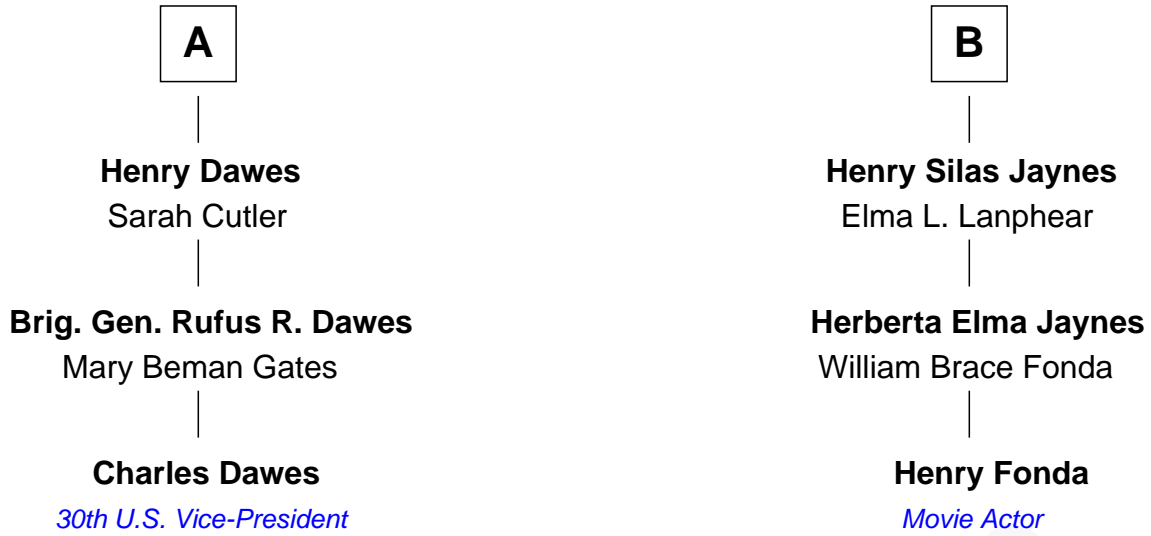 A
Henry Dawes
Sarah Cutler
Brig. Gen. Rufus R. Dawes
Mary Beman Gates
Charles Dawes
30th U.S. Vice-President
B
Henry Silas Jaynes
Elma L. Lanphear
Herberta Elma Jaynes
William Brace Fonda
Henry Fonda
Movie Actor